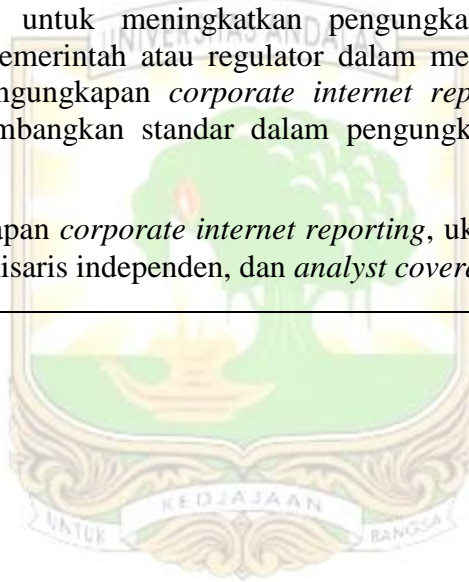 untuk meningkatkan pengungka
UNIVERSITAS ANDALAS
emerintah atau regulator dalam me
ngungkapan corporate internet rep
mbangkan standar dalam pengungk
apan corporate internet reporting, uk
isaris independen, dan analyst cover
KEDJAJAAN
UNTUK BANGSA